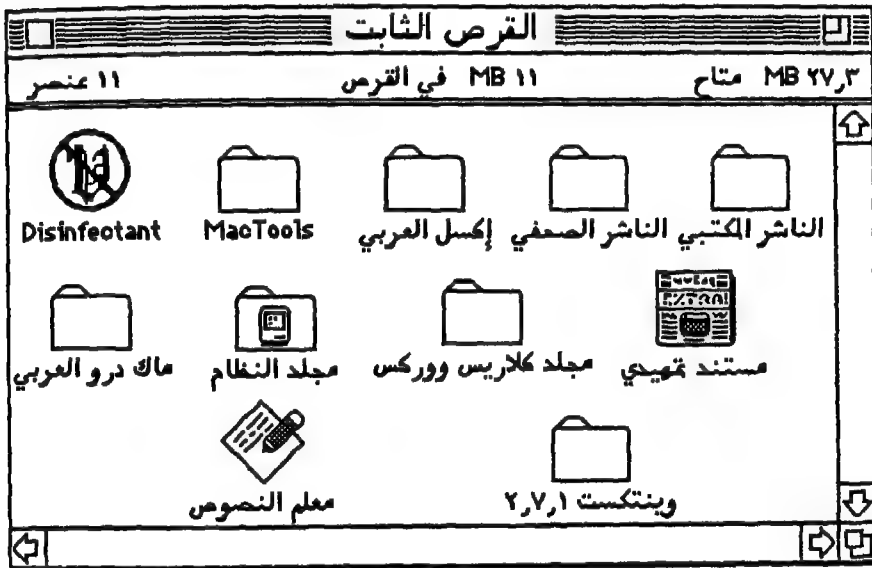 القرص الثابت
٢٧٫٣ MB متاح ١١ MB في القرص ١١ عنصر
الناشر المكتبي الناشر الصحفي إكسل العربي MacTools Disinfectant
مستند تمهيدي مجلد كلاريس ووركس مجلد النظام ماك درو العربي
وينتكست ٢٫٧٫١ معلم النصوص